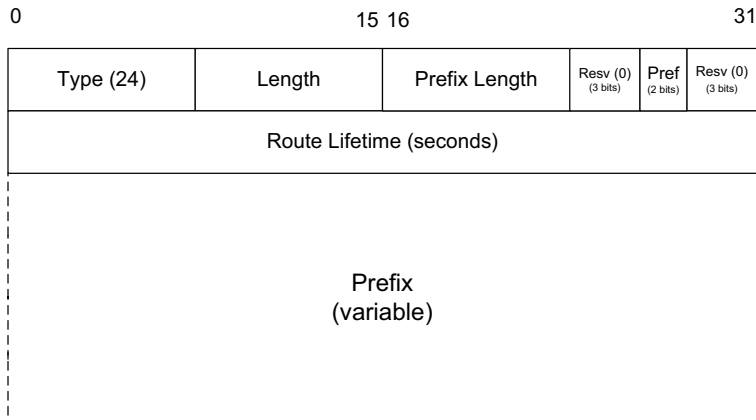 0 15 16 31
Type (24) Length Prefix Length Resv (0) Pref Resv (0)
(3 bits) (2 bits) (3 bits)
Route Lifetime (seconds)
Prefix
(variable)